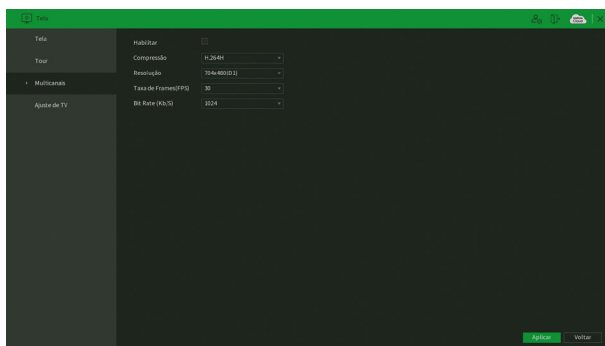 Tela
Tela
Tour
Multicanais
Ajuste de TV
Habilitar
Compressão H.264H
Resolução 704x480(D1)
Taxa de Frames(FPS) 30
Bit Rate (Kb/S) 1024
Aplicar Voltar